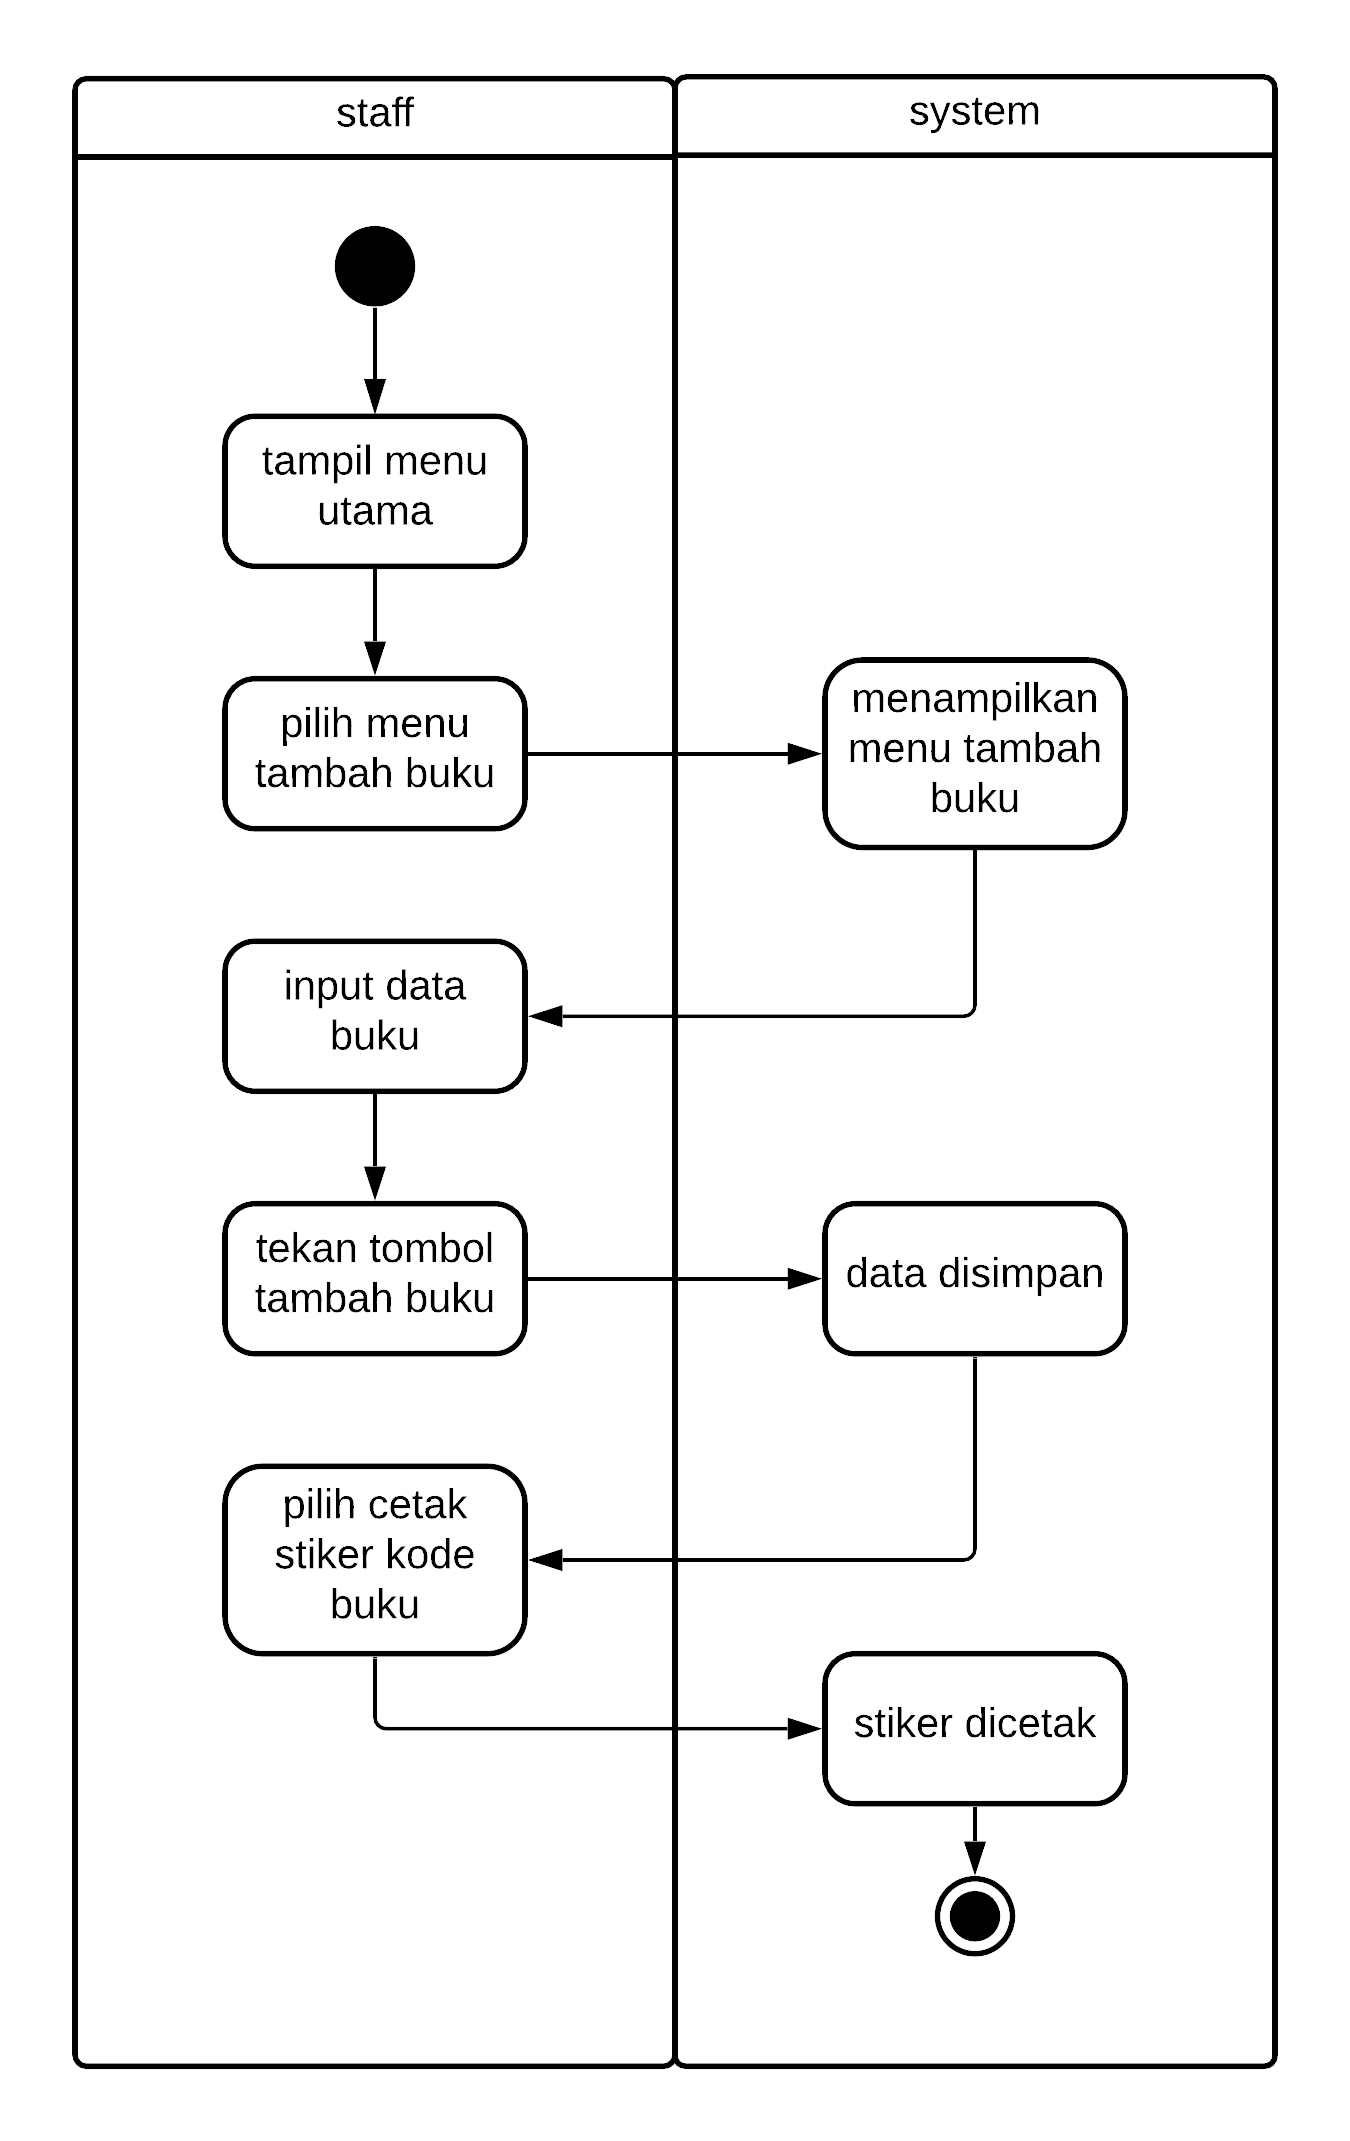 staff
system
tampil menu
utama
pilih menu
tambah buku
menampilkan
menu tambah
buku
input data
buku
tekan tombol
tambah buku
data disimpan
pilih cetak
stiker kode
buku
stiker dicetak